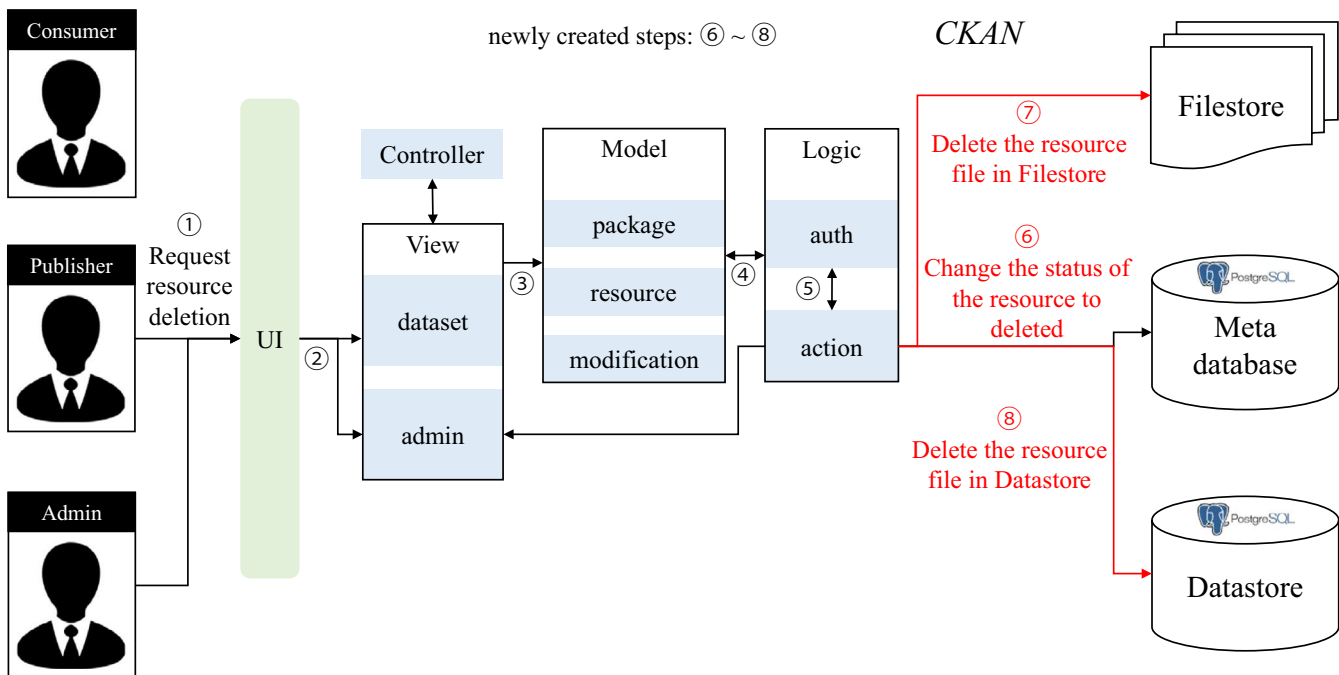 Consumer
newly created steps: ⑥ ~ ⑧
CKAN
Filestore
⑦
Delete the resource
file in Filestore
Controller
Model
Logic
package
auth
View
①
Request
resource
deletion
Publisher
③
④
⑤
⑥
Change the status of
the resource to
deleted
PostgreSQL
Meta
database
resource
dataset
UI
②
modification
action
admin
⑧
Delete the resource
file in Datastore
Admin
PostgreSQL
Datastore